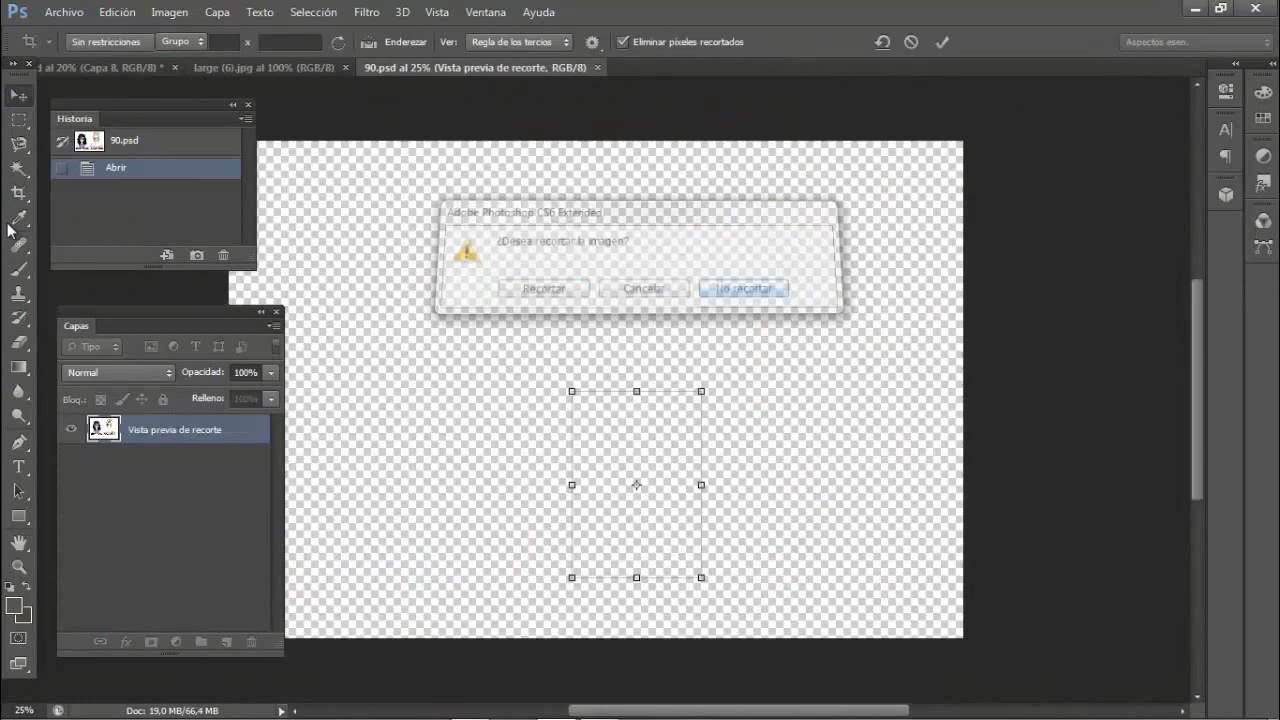 Ps Archivo Edición Imagen Capa Texto Selección Filtro 3D Vista Ventana Ayuda
Sin restricciones Grupo x Enderezar Ver: Regla de los tercios Eliminar píxeles recortados Aspectos esen.
d al 20% (Capa 8, RGB/8) * × large (6).jpg al 100% (RGB/8) × 90.psd al 25% (Vista previa de recorte, RGB/8) ×
Historia
90.psd
Abrir
Adobe Photoshop CS6 Extended
¿Desea recortar la imagen?
Recortar Cancelar No recortar
Capas
Tipo
Normal Opacidad: 100%
Bloq.: Relleno: 100%
Vista previa de recorte
25% Doc: 19,0 MB/66,4 MB